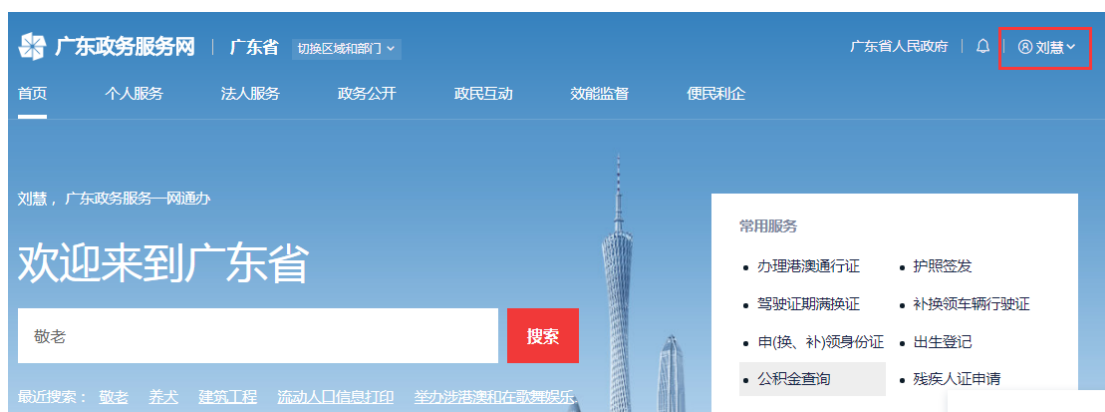 广东政务服务网 | 广东省 切换区域和部门 广东省人民政府 | | 刘慧
首页 个人服务 法人服务 政务公开 政民互动 效能监督 便民利企
刘慧，广东政务服务一网通办
欢迎来到广东省
敬老 搜索
最近搜索： 敬老 养犬 建筑工程 流动人口信息打印 举办涉港澳和在歌舞娱乐
常用服务
• 办理港澳通行证 • 护照签发
• 驾驶证期满换证 • 补换领车辆行驶证
• 申(换、补)领身份证 • 出生登记
• 公积金查询 • 残疾人证申请